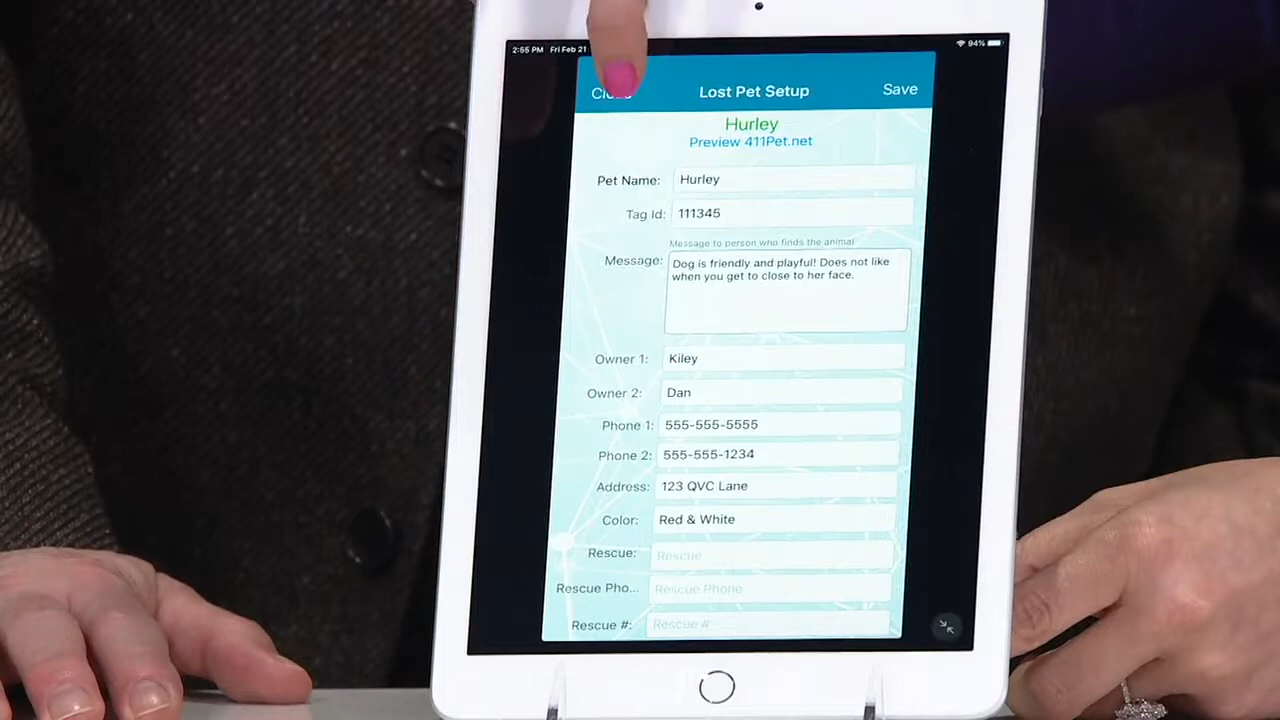 2:55 PM Fri Feb 21
94%
Lost Pet Setup
Save
Hurley
Preview 411Pet.net
Pet Name: Hurley
Tag Id: 111345
Message to person who finds the animal
Message: Dog is friendly and playful! Does not like
when you get to close to her face.
Owner 1: Kiley
Owner 2: Dan
Phone 1: 555-555-5555
Phone 2: 555-555-1234
Address: 123 QVC Lane
Color: Red & White
Rescue: Rescue
Rescue Pho... Rescue Phone
Rescue #: Rescue #